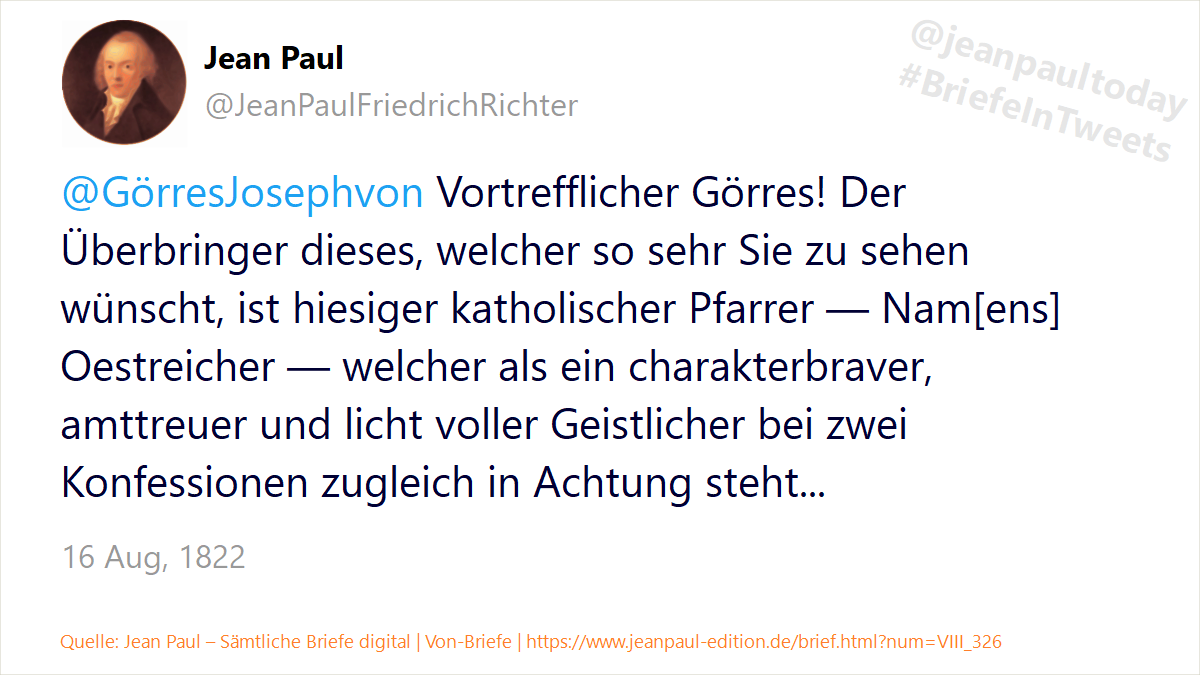 Jean Paul
@JeanPaulFriedrichRichter
@jeanpaultoday
#BriefeInTweets
@GörresJosephvon Vortrefflicher Görres! Der
Überbringer dieses, welcher so sehr Sie zu sehen
wünscht, ist hiesiger katholischer Pfarrer — Nam[ens]
Oestreicher — welcher als ein charakterbraver,
amttreuer und licht voller Geistlicher bei zwei
Konfessionen zugleich in Achtung steht...
16 Aug, 1822
Quelle: Jean Paul – Sämtliche Briefe digital | Von-Briefe | https://www.jeanpaul-edition.de/brief.html?num=VIII_326